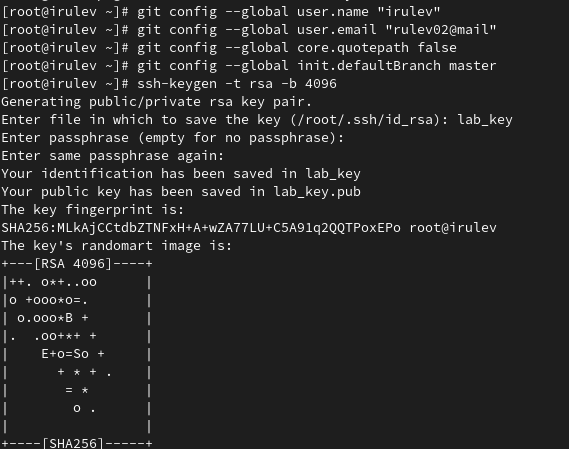 [root@irulev ~]# git config --global user.name "irulev"
[root@irulev ~]# git config --global user.email "rulev02@mail"
[root@irulev ~]# git config --global core.quotepath false
[root@irulev ~]# git config --global init.defaultBranch master
[root@irulev ~]# ssh-keygen -t rsa -b 4096
Generating public/private rsa key pair.
Enter file in which to save the key (/root/.ssh/id_rsa): lab_key
Enter passphrase (empty for no passphrase):
Enter same passphrase again:
Your identification has been saved in lab_key
Your public key has been saved in lab_key.pub
The key fingerprint is:
SHA256:MLkAjCCtdbZTNFxH+A+wZA77LU+C5A91q2QQTPoxEPo root@irulev
The key's randomart image is:
+---[RSA 4096]----+
|++. o*+..oo      |
|o +ooo*o=.       |
| o.ooo*B +       |
|.  .oo+*+ +      |
|    E+o=So +     |
|      + * + .    |
|       = *       |
|        o .      |
|                 |
+----[SHA256]-----+